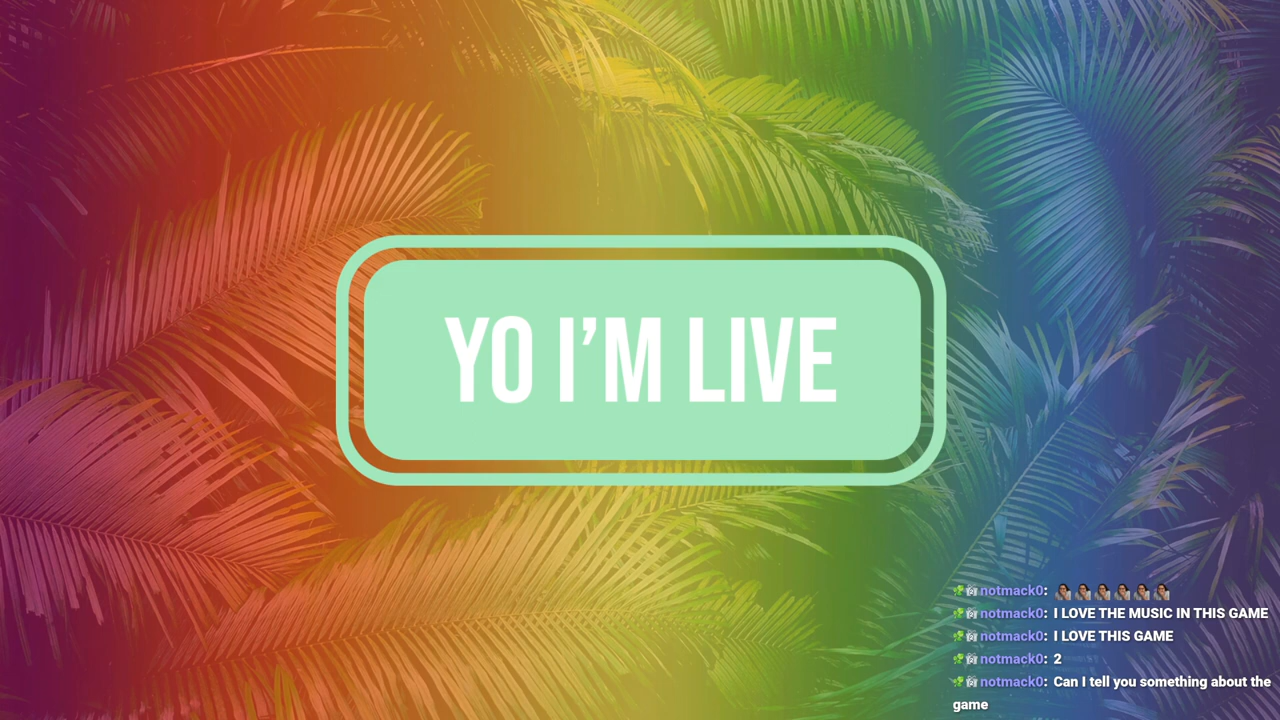 YO I’M LIVE
notmack0:
notmack0: I LOVE THE MUSIC IN THIS GAME
notmack0: I LOVE THIS GAME
notmack0: 2
notmack0: Can I tell you something about the
game